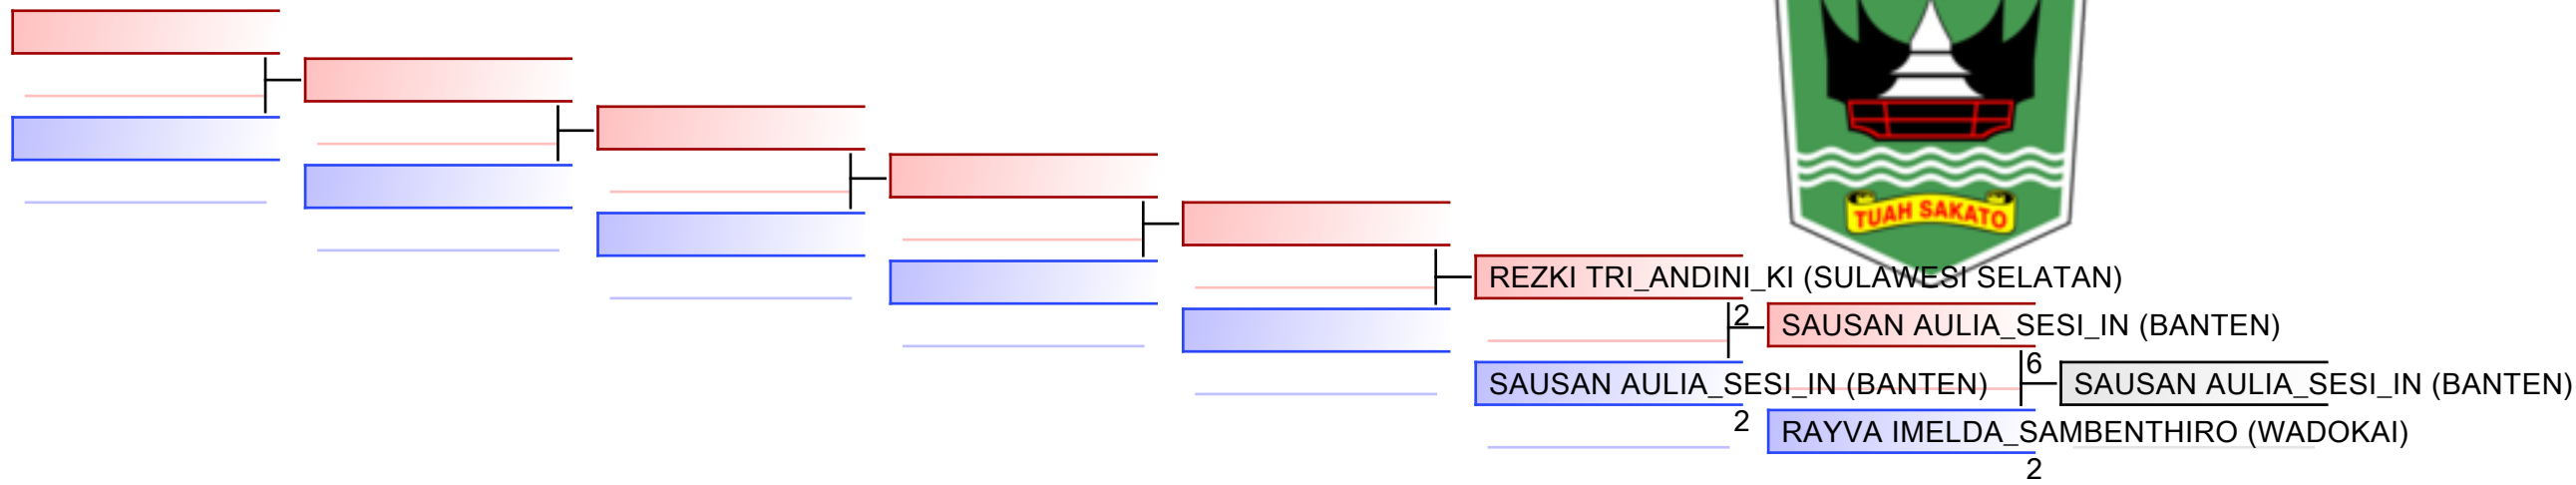 TUAH SAKATO
REZKI TRI_ANDINI_KI (SULAWESI SELATAN)
2
SAUSAN AULIA_SESI_IN (BANTEN)
6
SAUSAN AULIA_SESI_IN (BANTEN)
SAUSAN AULIA_SESI_IN (BANTEN)
2
RAYVA IMELDA_SAMBENTHIRO (WADOKAI)
2